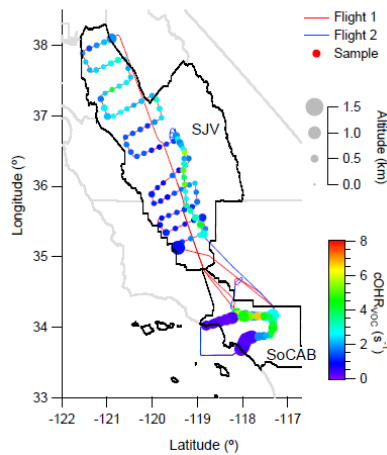 Flight 1
Flight 2
Sample
1.5
1.0
0.5
0.0
Altitude (km)
8
6
4
2
0
cOHR_VOC (s⁻¹)
SJV
SoCAB
38
37
36
35
34
33
Longitude (º)
-122
-121
-120
-119
-118
-117
Latitude (º)